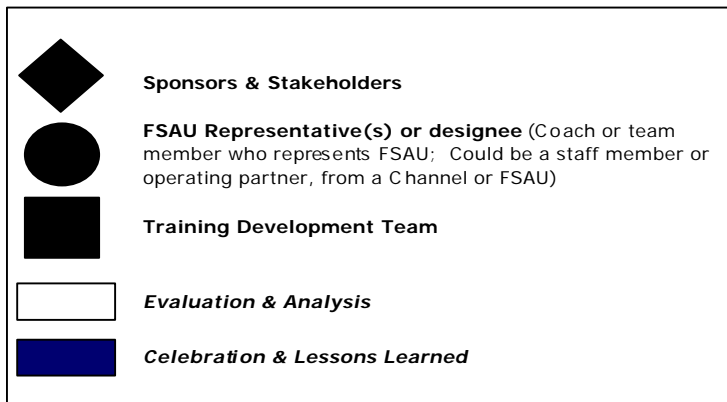 Sponsors & Stakeholders
FSAU Representative(s) or designee (Coach or team
member who represents FSAU; Could be a staff member or
operating partner, from a Channel or FSAU)
Training Development Team
Evaluation & Analysis
Celebration & Lessons Learned